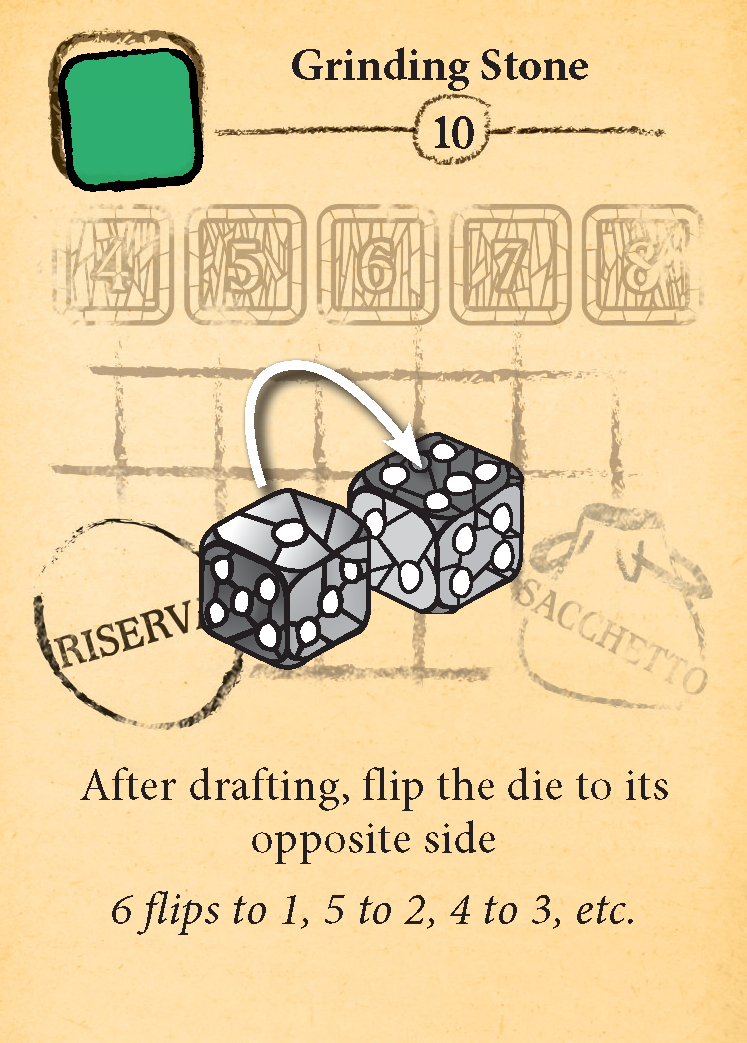 Grinding Stone
10
4 5 6 7 8
RISERV
SACCHETTO
After drafting, flip the die to its
opposite side
6 flips to 1, 5 to 2, 4 to 3, etc.